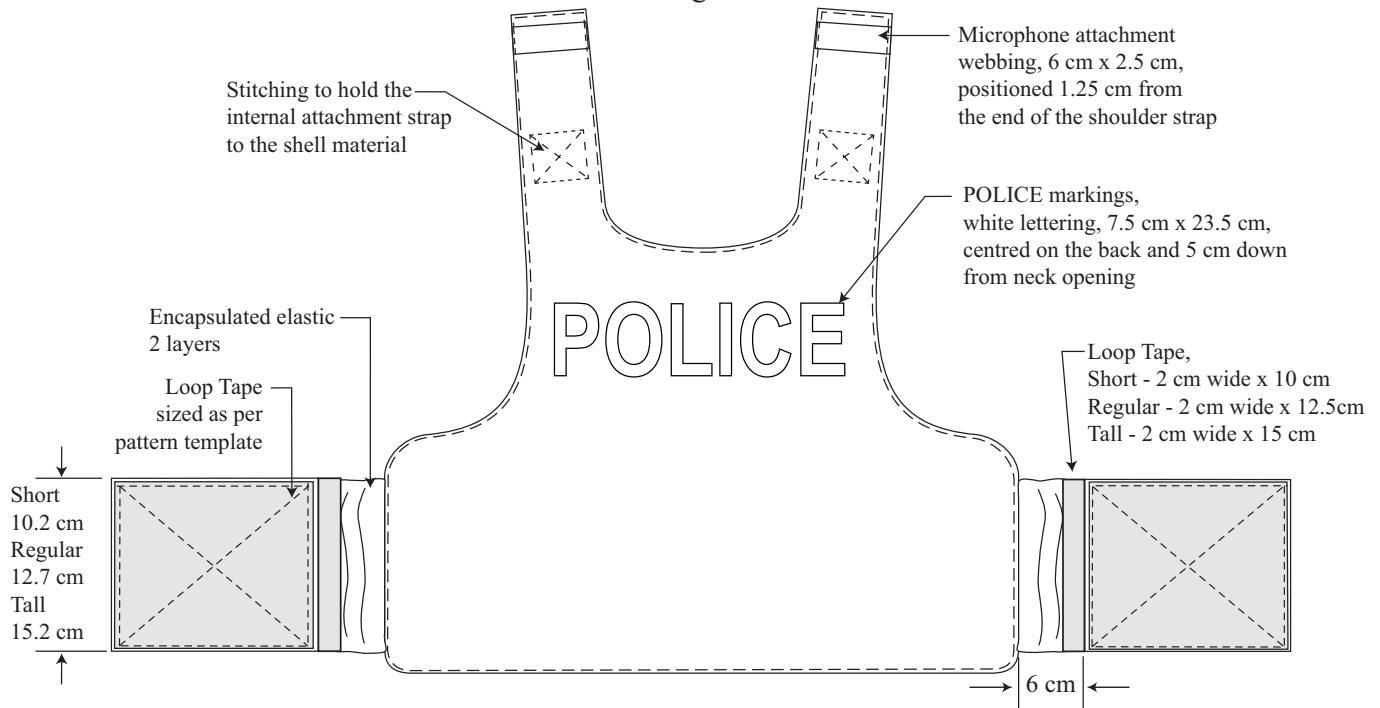 Microphone attachment
webbing, 6 cm x 2.5 cm,
positioned 1.25 cm from
the end of the shoulder strap
Stitching to hold the
internal attachment strap
to the shell material
POLICE markings,
white lettering, 7.5 cm x 23.5 cm,
centred on the back and 5 cm down
from neck opening
POLICE
Encapsulated elastic
2 layers
Loop Tape
sized as per
pattern template
Loop Tape,
Short - 2 cm wide x 10 cm
Regular - 2 cm wide x 12.5cm
Tall - 2 cm wide x 15 cm
Short
10.2 cm
Regular
12.7 cm
Tall
15.2 cm
6 cm